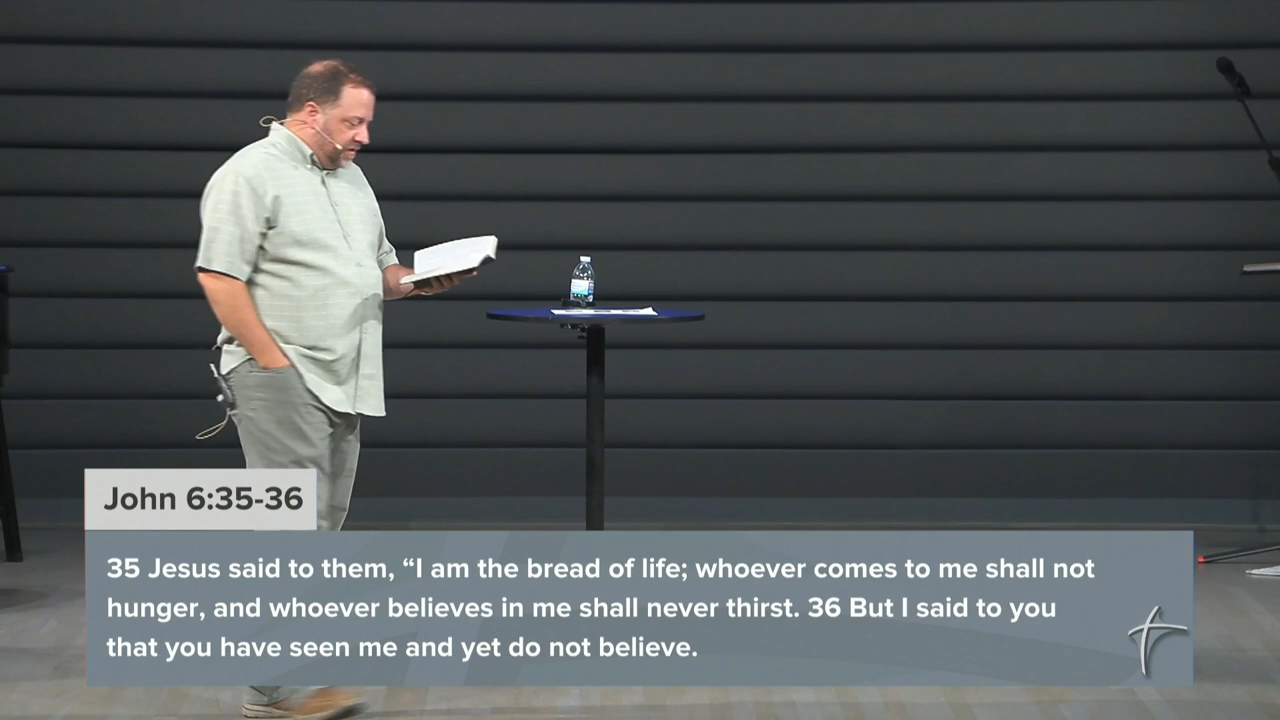 John 6:35-36
35 Jesus said to them, “I am the bread of life; whoever comes to me shall not
hunger, and whoever believes in me shall never thirst. 36 But I said to you
that you have seen me and yet do not believe.